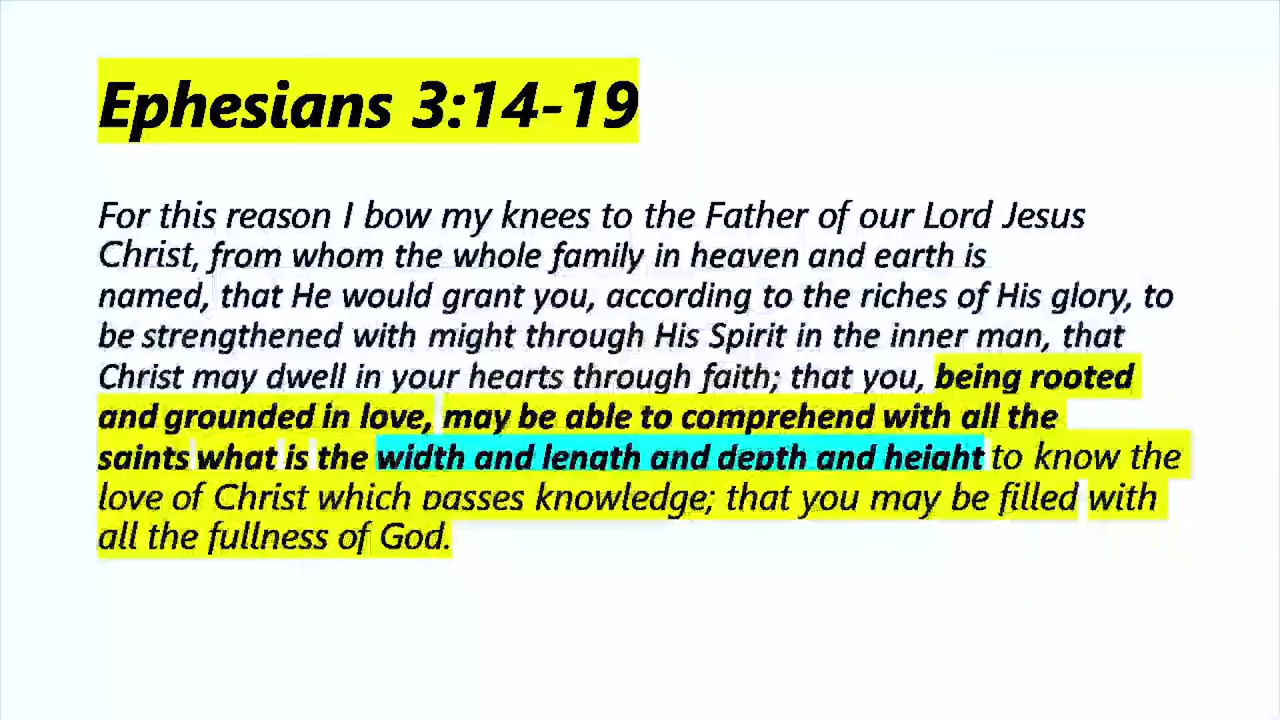 Ephesians 3:14-19
For this reason I bow my knees to the Father of our Lord Jesus
Christ, from whom the whole family in heaven and earth is
named, that He would grant you, according to the riches of His glory, to
be strengthened with might through His Spirit in the inner man, that
Christ may dwell in your hearts through faith; that you, being rooted
and grounded in love, may be able to comprehend with all the
saints what is the width and length and depth and height to know the
love of Christ which passes knowledge; that you may be filled with
all the fullness of God.